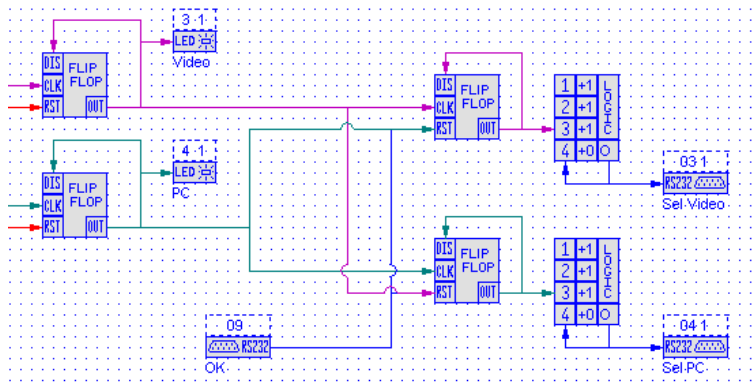 3 1
LED
Video
DIS
CLK
RST
FLIP
FLOP
OUT
4 1
LED
PC
DIS
CLK
RST
FLIP
FLOP
OUT
DIS
CLK
RST
FLIP
FLOP
OUT
1 +1
2 +1
3 +1
4 +0 O
LOGIC
03 1
RS232
Sel-Video
DIS
CLK
RST
FLIP
FLOP
OUT
1 +1
2 +1
3 +1
4 +0 O
LOGIC
04 1
RS232
Sel-PC
09
RS232
OK